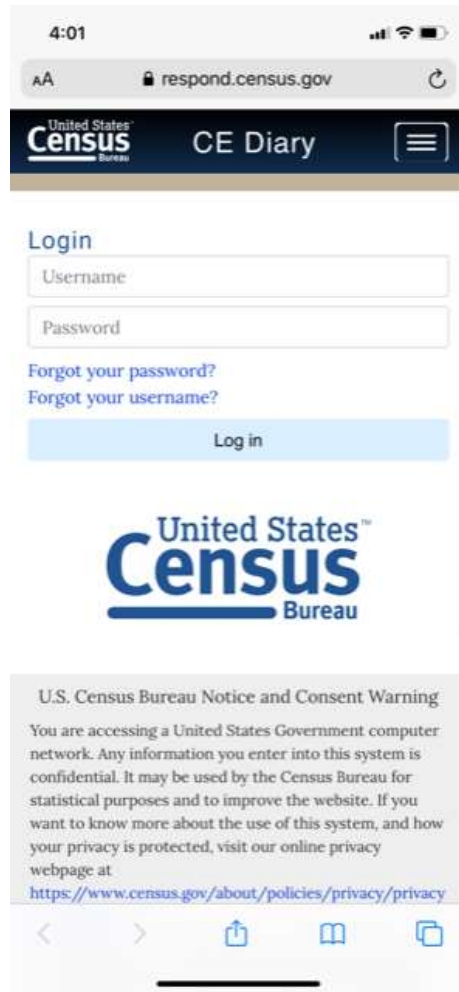 4:01
AA respond.census.gov
United States™
Census
Bureau
CE Diary
Login
Username
Password
Forgot your password?
Forgot your username?
Log in
United States™
Census
Bureau
U.S. Census Bureau Notice and Consent Warning
You are accessing a United States Government computer
network. Any information you enter into this system is
confidential. It may be used by the Census Bureau for
statistical purposes and to improve the website. If you
want to know more about the use of this system, and how
your privacy is protected, visit our online privacy
webpage at
https://www.census.gov/about/policies/privacy/privacy